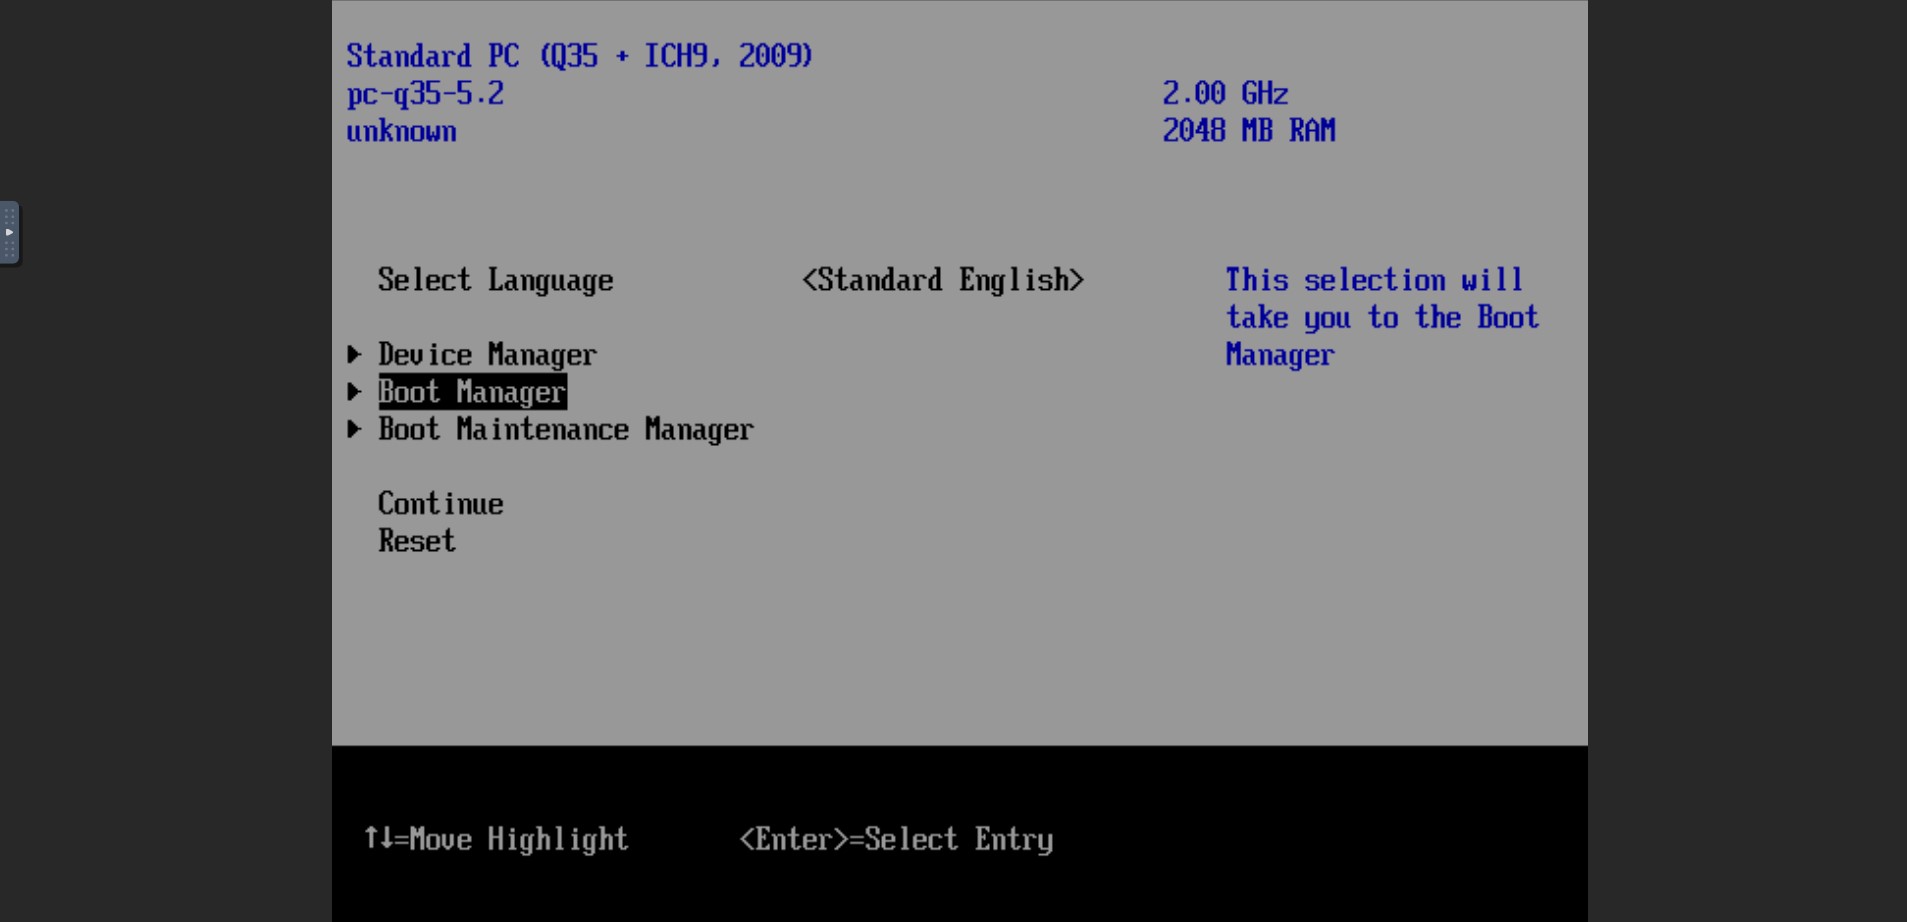 Standard PC (Q35 + ICH9, 2009)
pc-q35-5.2 2.00 GHz
unknown 2048 MB RAM
Select Language <Standard English> This selection will
take you to the Boot
Device Manager Manager
Boot Manager
Boot Maintenance Manager
Continue
Reset
↑↓=Move Highlight <Enter>=Select Entry